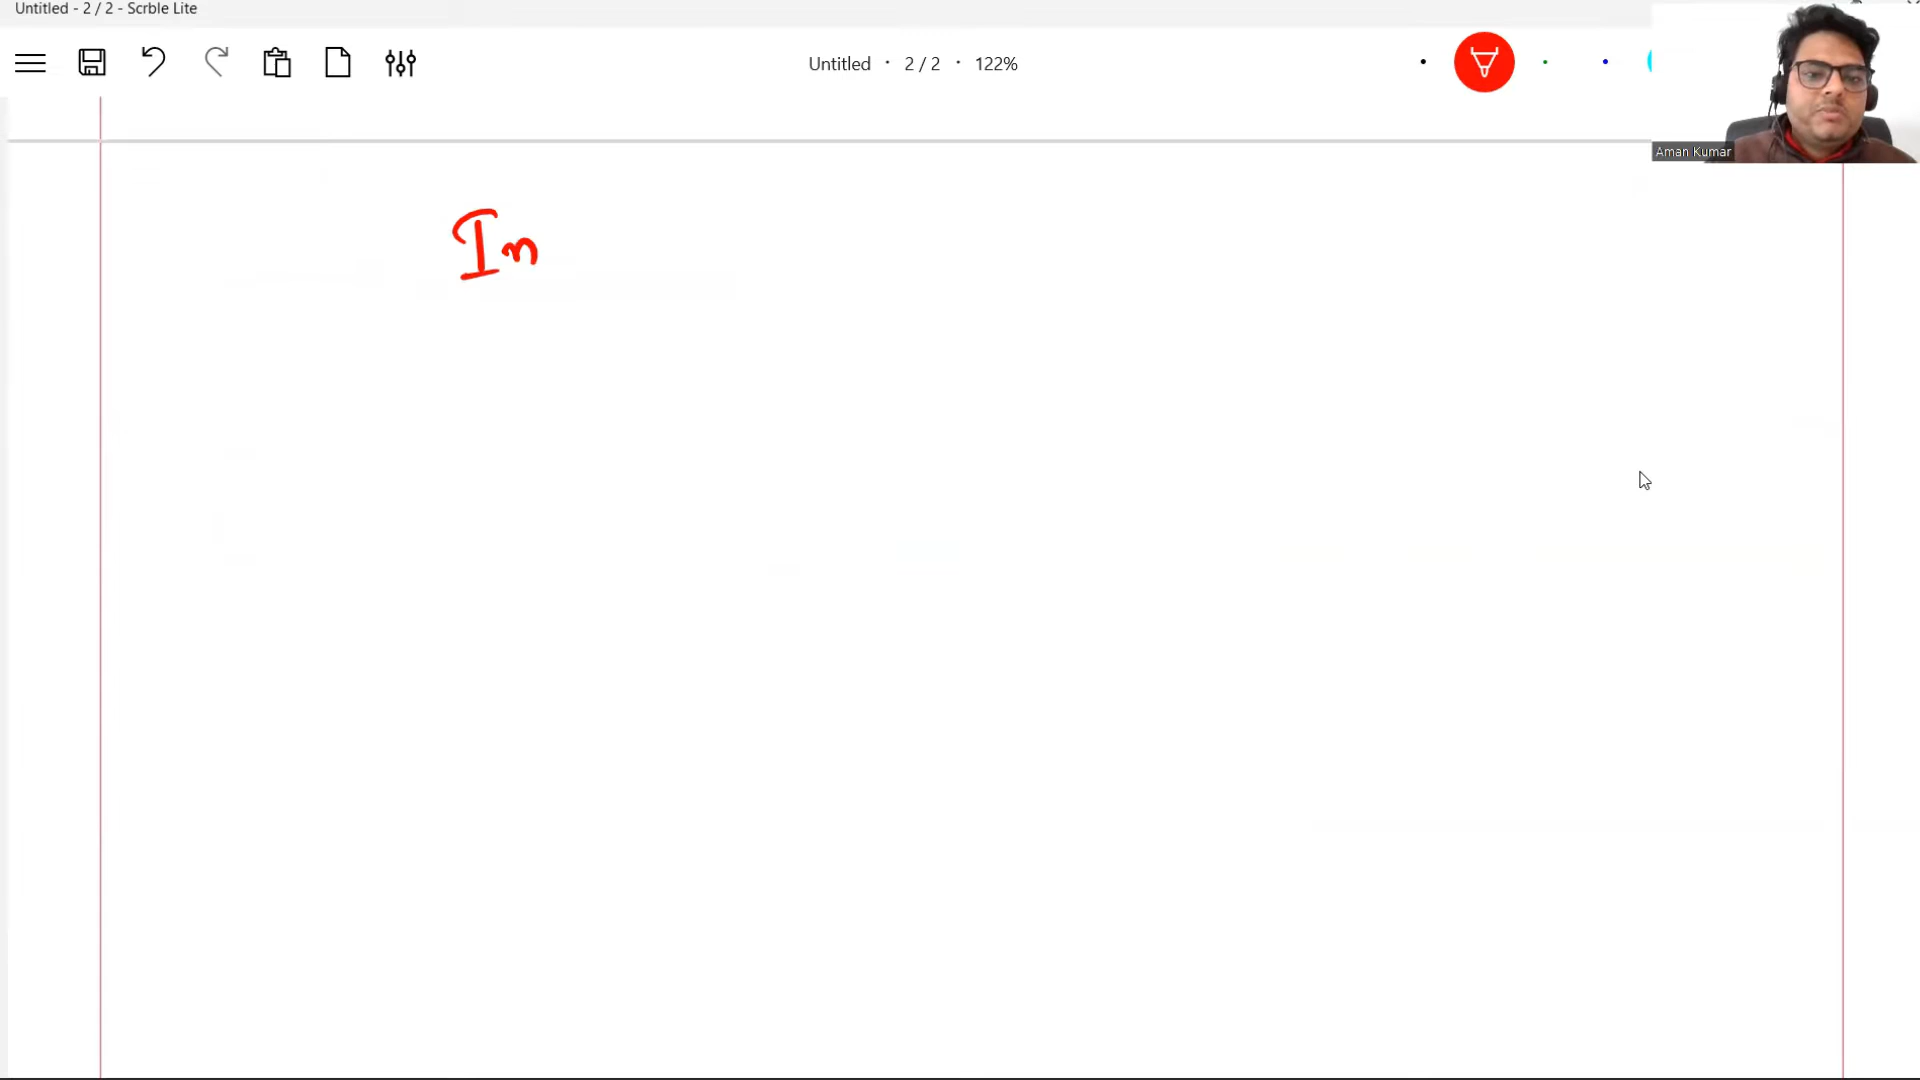 Untitled - 2 / 2 - Scrble Lite
Untitled · 2 / 2 · 122%
Aman Kumar
In